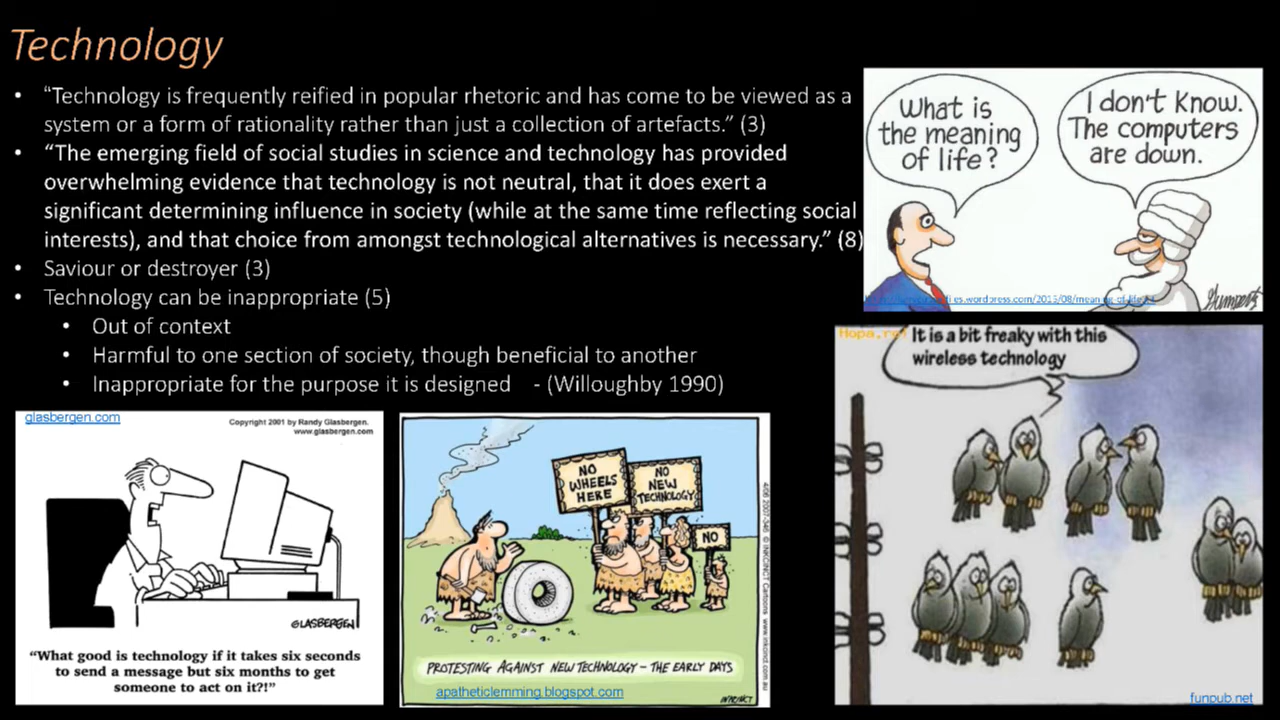 Technology
• “Technology is frequently reified in popular rhetoric and has come to be viewed as a
system or a form of rationality rather than just a collection of artefacts.” (3)
• “The emerging field of social studies in science and technology has provided
overwhelming evidence that technology is not neutral, that it does exert a
significant determining influence in society (while at the same time reflecting social
interests), and that choice from amongst technological alternatives is necessary.” (8)
• Saviour or destroyer (3)
• Technology can be inappropriate (5)
• Out of context
• Harmful to one section of society, though beneficial to another
• Inappropriate for the purpose it is designed - (Willoughby 1990)
What is
the meaning
of life?
I don't know.
The computers
are down.
It is a bit freaky with this
wireless technology
funpub.net
glasbergen.com
Copyright 2001 by Randy Glasbergen.
www.glasbergen.com
GLASBERGEN
“What good is technology if it takes six seconds
to send a message but six months to get
someone to act on it?!”
NO
WHEELS
HERE
NO
NEW
TECHNOLOGY
NO
PROTESTING AGAINST NEW TECHNOLOGY – THE EARLY DAYS
apatheticlemming.blogspot.com
INKCINCT Cartoons www.inkcinct.com.au